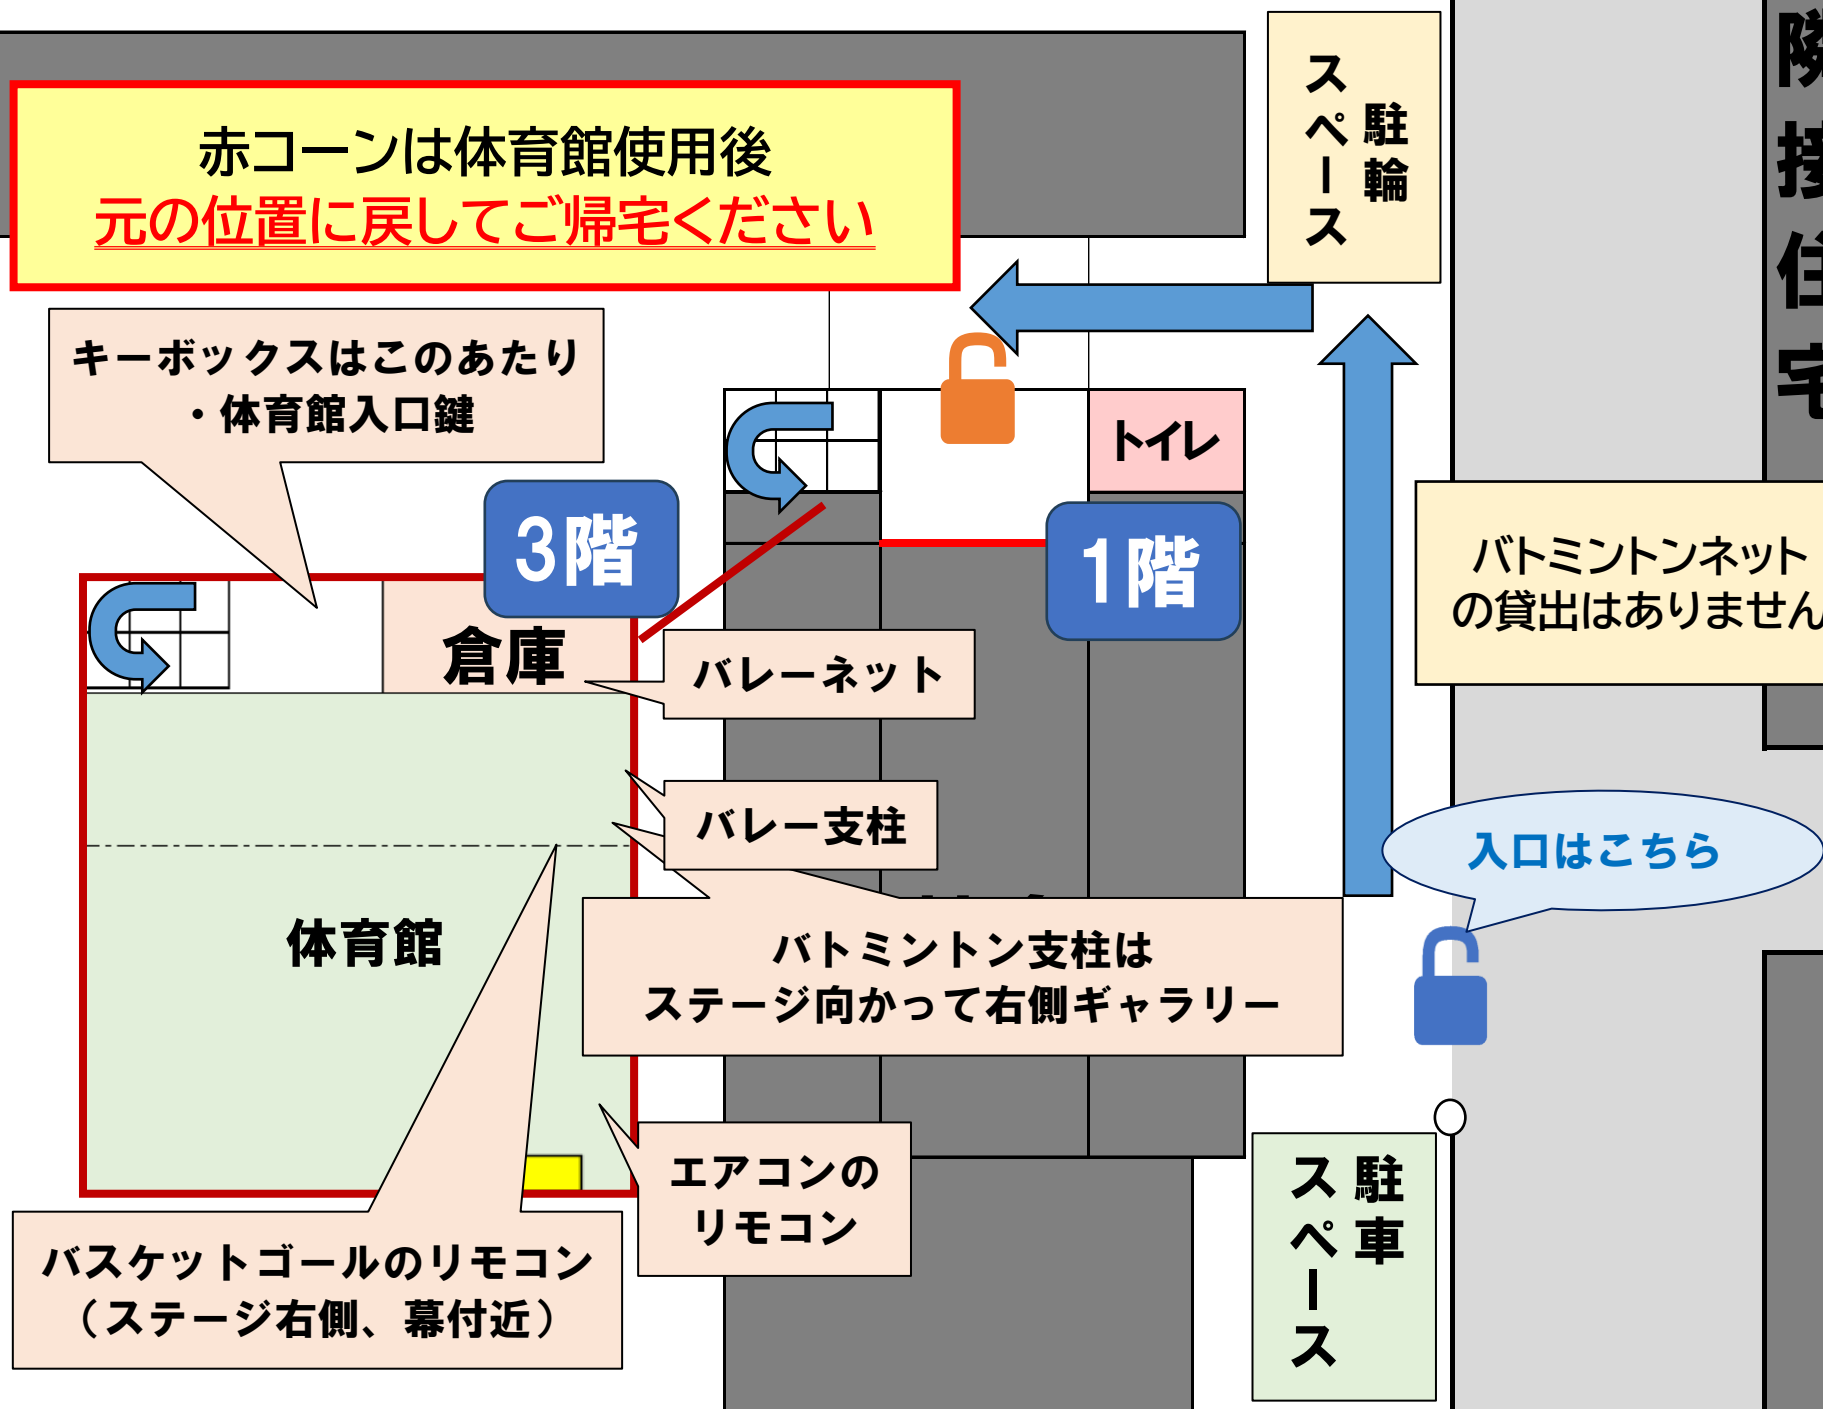 赤コーンは体育館使用後
元の位置に戻してご帰宅ください
駐輪
スペース
隣接住宅
キーボックスはこのあたり
・体育館入口鍵
トイレ
3階
1階
倉庫
バレーネット
バトミントンネット
の貸出はありません
バレー支柱
入口はこちら
体育館
バトミントン支柱は
ステージ向かって右側ギャラリー
エアコンの
リモコン
駐車
スペース
バスケットゴールのリモコン
（ステージ右側、幕付近）